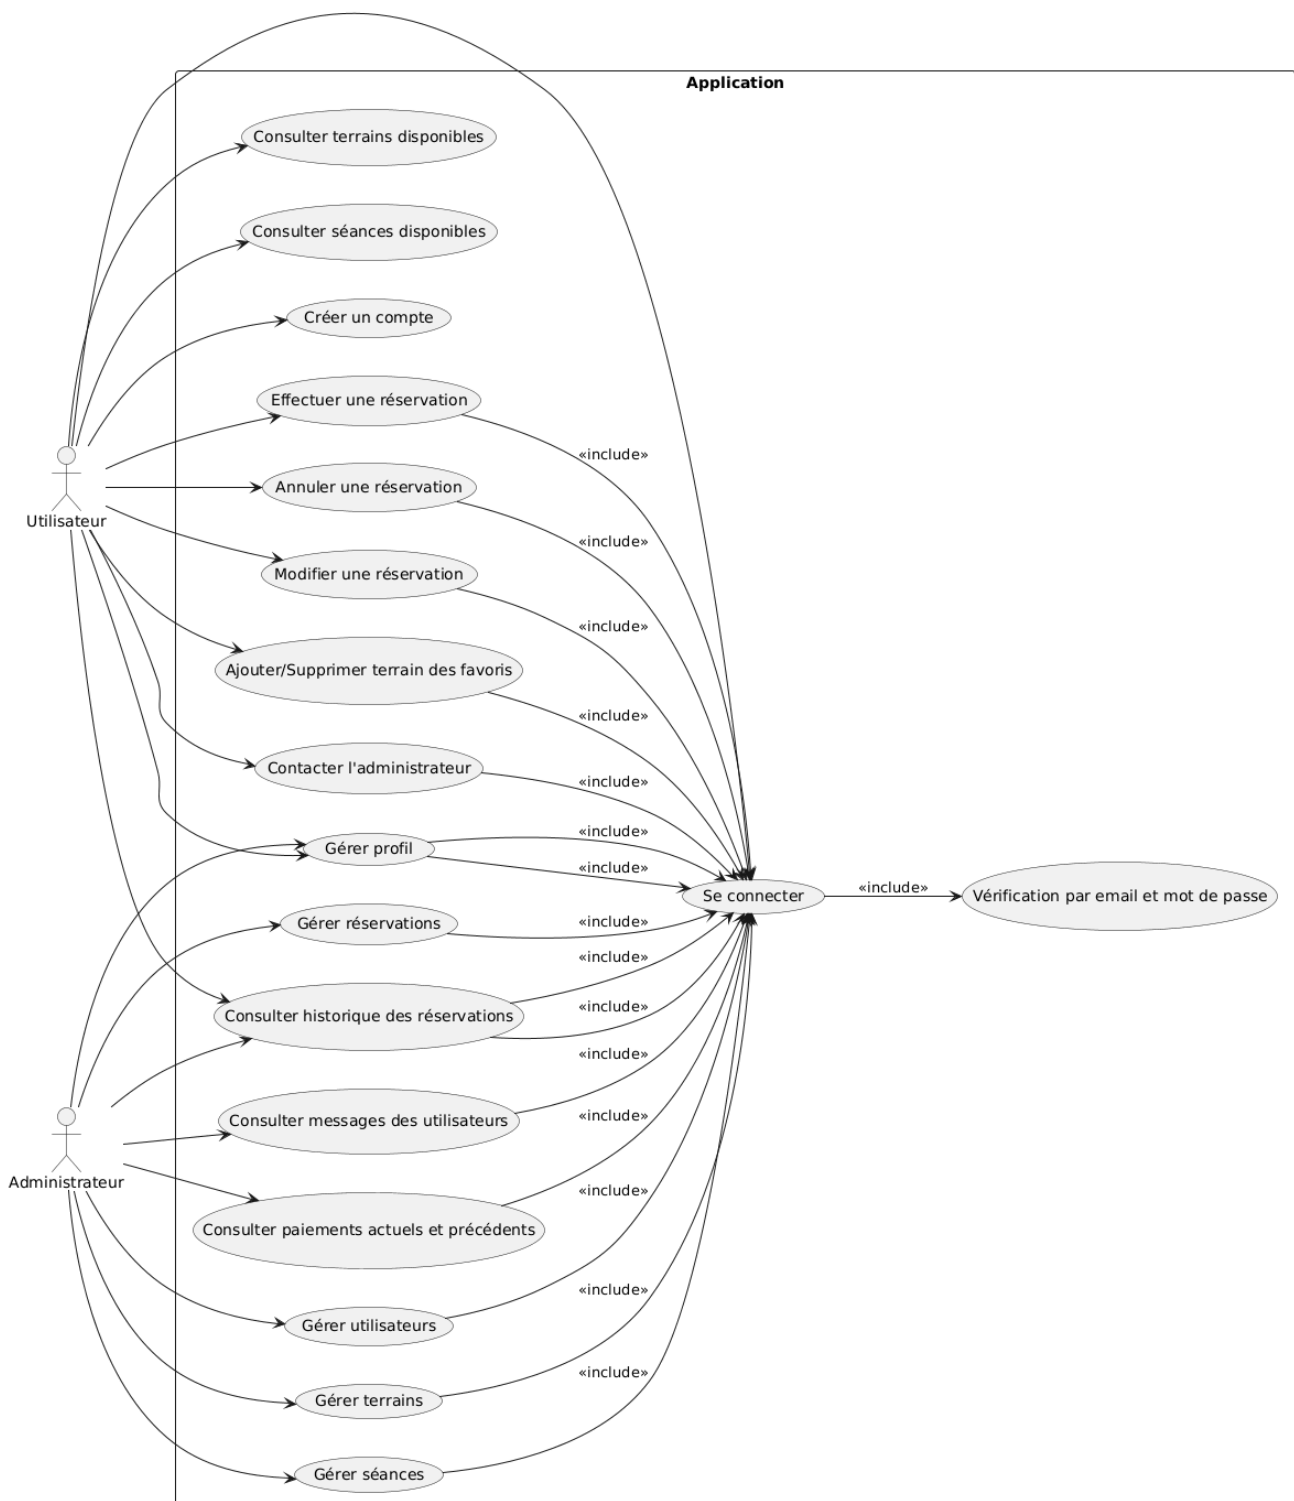 Application
Consulter terrains disponibles
Consulter séances disponibles
Créer un compte
Effectuer une réservation
«include»
Utilisateur
Annuler une réservation
«include»
Modifier une réservation
«include»
Ajouter/Supprimer terrain des favoris
«include»
Contacter l'administrateur
«include»
Gérer profil
«include»
«include»
Se connecter
«include»
Vérification par email et mot de passe
Gérer réservations
«include»
Consulter historique des réservations
«include»
«include»
Consulter messages des utilisateurs
«include»
Administrateur
Consulter paiements actuels et précédents
«include»
Gérer utilisateurs
«include»
Gérer terrains
«include»
Gérer séances
«include»